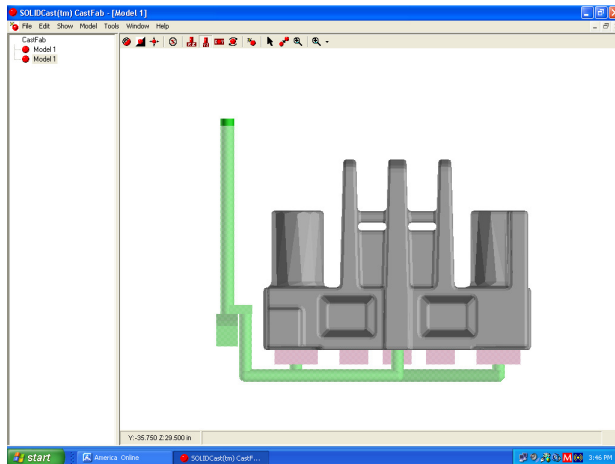 SOLIDCast(tm) CastFab - [Model 1]
File Edit Show Model Tools Window Help
CastFab
Model 1
Model 1
Y:-35.750 Z:29.500 in
start
America Online
SOLIDCast(tm) CastF...
3:46 PM